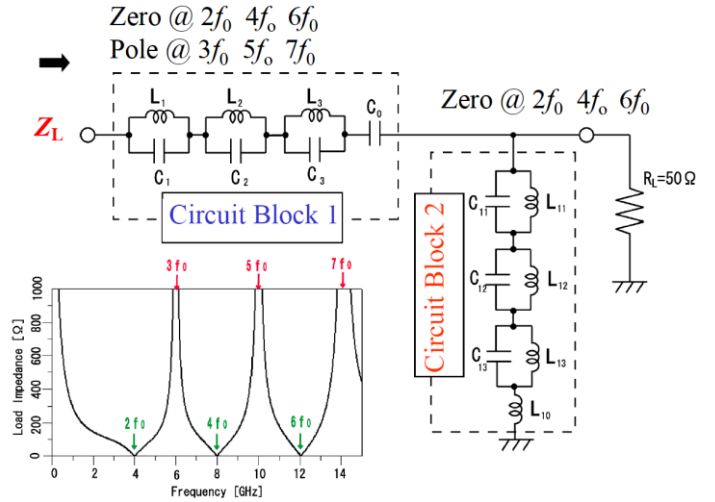 Zero @ 2f₀ 4fₒ 6f₀
Pole @ 3f₀ 5fₒ 7f₀
Z_L
L₁ L₂ L₃ C₀
C₁ C₂ C₃
Circuit Block 1
Zero @ 2f₀ 4fₒ 6f₀
C₁₁ L₁₁
C₁₂ L₁₂
C₁₃ L₁₃
L₁₀
Circuit Block 2
R_L=50Ω
3f₀ 5f₀ 7f₀
1000
800
600
400
200
0
Load Impedance [Ω]
2f₀ 4f₀ 6f₀
0 2 4 6 8 10 12 14
Frequency [GHz]